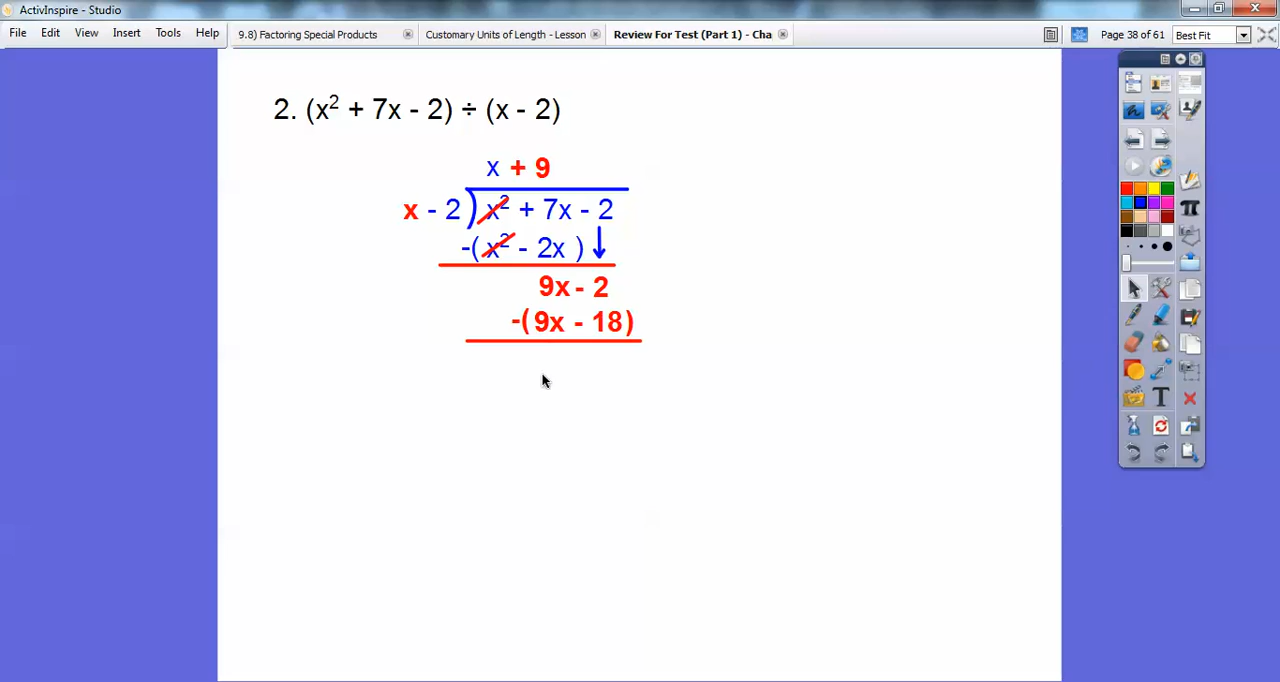 ActivInspire - Studio
File Edit View Insert Tools Help
9.8) Factoring Special Products
Customary Units of Length - Lesson
Review For Test (Part 1) - Cha
Page 38 of 61
Best Fit
2. (x² + 7x - 2) ÷ (x - 2)
x + 9
x - 2 ) x² + 7x - 2
-( x² - 2x ) ↓
9x - 2
-( 9x - 18)
π
T